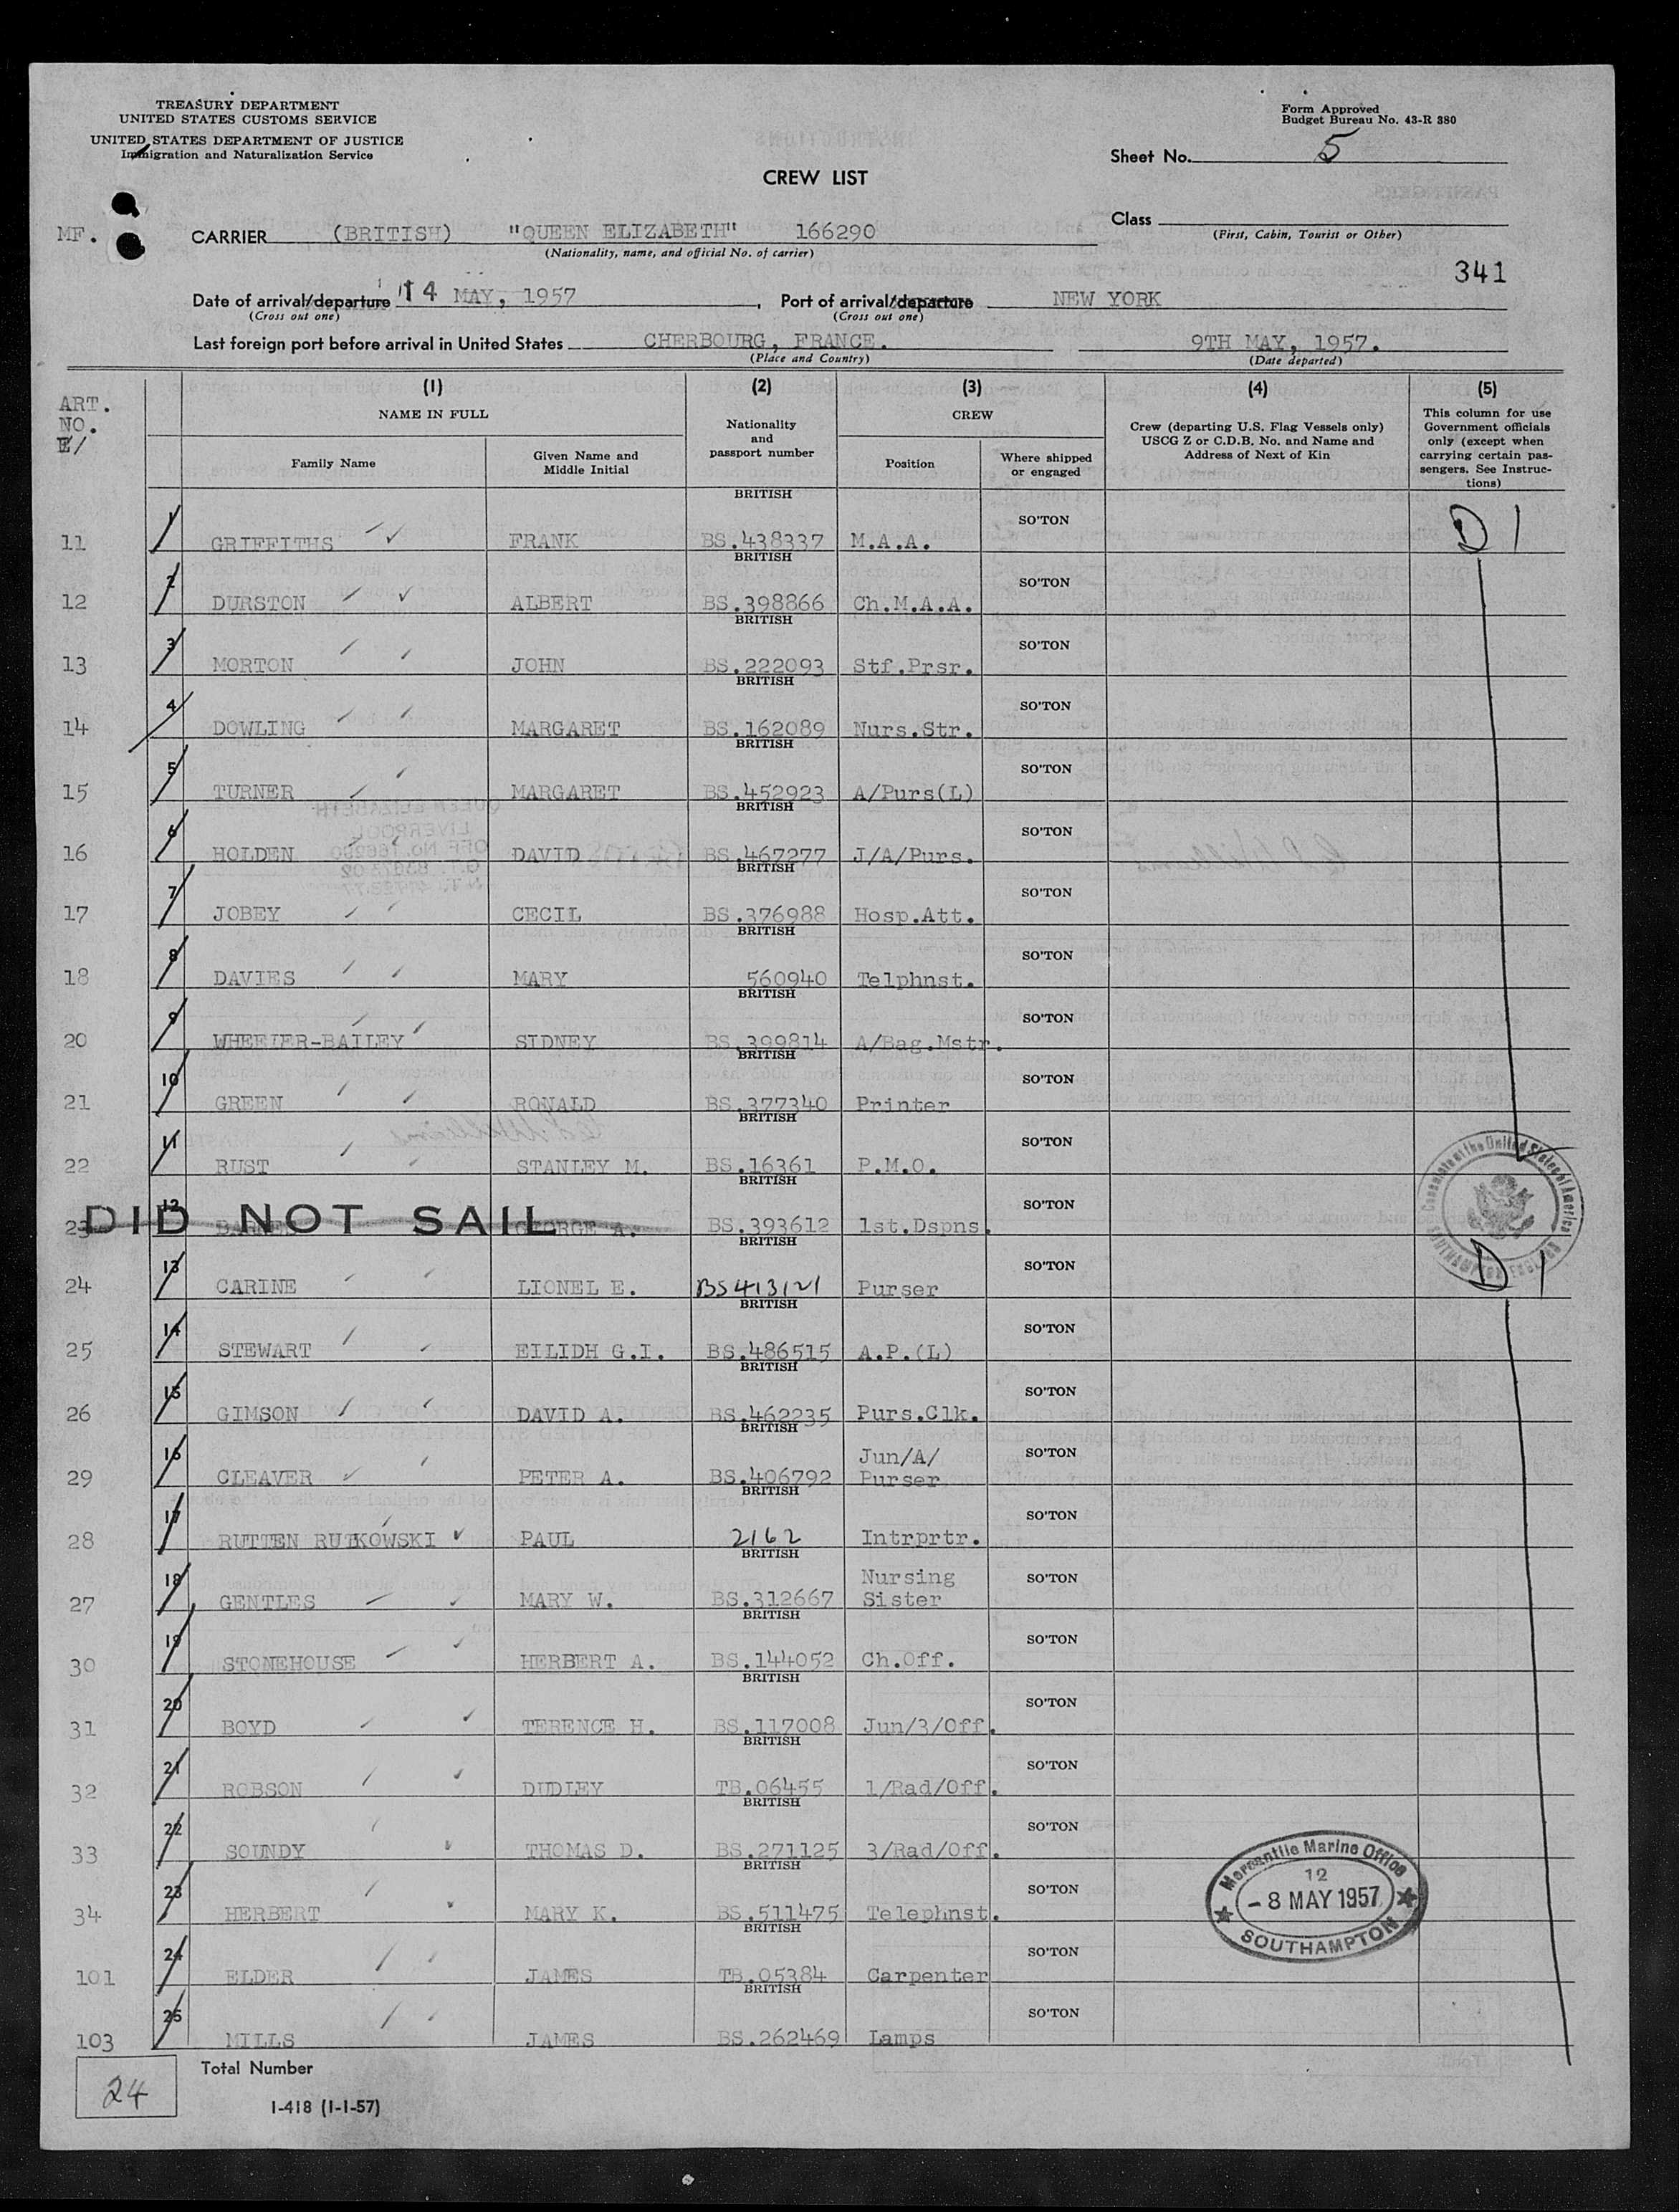 TREASURY DEPARTMENT
UNITED STATES CUSTOMS SERVICE
UNITED STATES DEPARTMENT OF JUSTICE
Immigration and Naturalization Service
Form Approved
Budget Bureau No. 43-R 380
Sheet No. 5
CREW LIST
Class
(First, Cabin, Tourist or Other)
MF.
CARRIER (BRITISH) "QUEEN ELIZABETH" 166290
(Nationality, name, and official No. of carrier)
341
Date of arrival/departure 14 MAY, 1957, Port of arrival/departure NEW YORK
(Cross out one) (Cross out one)
Last foreign port before arrival in United States CHERBOURG, FRANCE. 9TH MAY, 1957.
(Place and Country) (Date departed)
ART.
NO.
E/
(1) (2) (3) (4) (5)
NAME IN FULL
Family Name
Given Name and
Middle Initial
Nationality
and
passport number
CREW
Position
Where shipped
or engaged
Crew (departing U.S. Flag Vessels only)
USCG Z or C.D.B. No. and Name and
Address of Next of Kin
This column for use
Government officials
only (except when
carrying certain pas-
sengers. See Instruc-
tions)
11 1 GRIFFITHS FRANK BRITISH BS.438337 M.A.A. SO'TON D 1
12 2 DURSTON ALBERT BRITISH BS.398866 Ch.M.A.A. SO'TON
13 3 MORTON JOHN BRITISH BS.222093 Stf.Prsr. SO'TON
14 4 DOWLING MARGARET BRITISH BS.162089 Nurs.Str. SO'TON
15 5 TURNER MARGARET BRITISH BS.452923 A/Purs(L) SO'TON
16 6 HOLDEN DAVID BRITISH BS.467277 J/A/Purs. SO'TON
17 7 JOBEY CECIL BRITISH BS.376988 Hosp.Att. SO'TON
18 8 DAVIES MARY BRITISH 560940 Telphnst. SO'TON
20 9 WHEELER-BAILEY SIDNEY BRITISH BS.399814 A/Bag.Mstr. SO'TON
21 10 GREEN RONALD BRITISH BS.377340 Printer SO'TON
22 11 RUST STANLEY M. BRITISH BS.16361 P.M.O. SO'TON
23 12 GEORGE A. BRITISH BS.393612 1st.Dspns. SO'TON
DID NOT SAIL
Consulate of the United States of America
24 13 CARINE LIONEL E. BRITISH BS413121 Purser SO'TON D 1
25 14 STEWART EILIDH G.I. BRITISH BS.486515 A.P.(L) SO'TON
26 15 GIMSON DAVID A. BRITISH BS.462235 Purs.Clk. SO'TON
29 16 CLEAVER PETER A. BRITISH BS.406792 Jun/A/ Purser SO'TON
28 17 RUTTEN RUTKOWSKI PAUL BRITISH 2162 Intrprtr. SO'TON
27 18 GENTLES MARY W. BRITISH BS.312667 Nursing Sister SO'TON
30 19 STONEHOUSE HERBERT A. BRITISH BS.144052 Ch.Off. SO'TON
31 20 BOYD TERENCE H. BRITISH BS.117008 Jun/3/Off. SO'TON
32 21 ROBSON DUDLEY BRITISH TB.06455 1/Rad/Off. SO'TON
33 22 SOUNDY THOMAS D. BRITISH BS.271125 3/Rad/Off. SO'TON
34 23 HERBERT MARY K. BRITISH BS.511475 Telephnst. SO'TON
101 24 ELDER JAMES BRITISH TB.05384 Carpenter SO'TON
103 25 MILLS JAMES BRITISH BS.262469 Lamps SO'TON
Mercantile Marine Office
12
- 8 MAY 1957
SOUTHAMPTON
24
Total Number
I-418 (1-1-57)